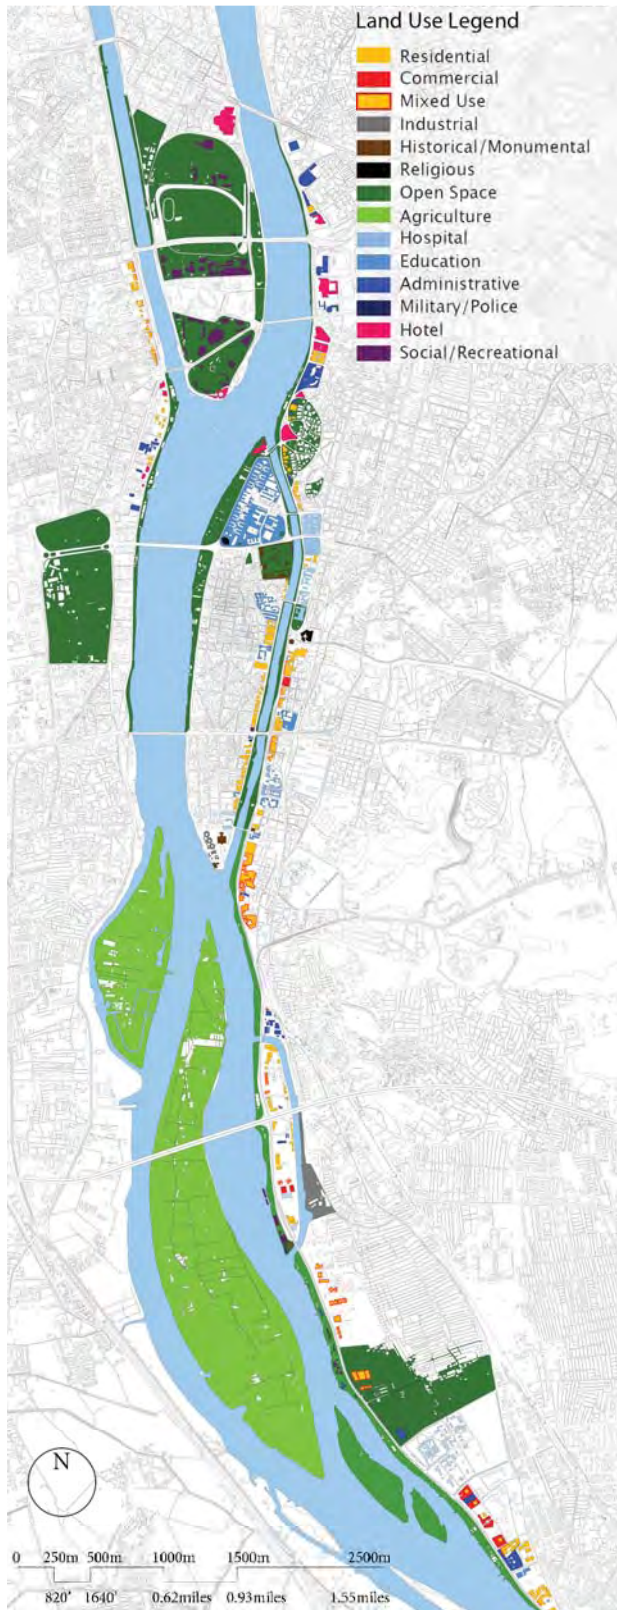 Land Use Legend
Residential
Commercial
Mixed Use
Industrial
Historical/Monumental
Religious
Open Space
Agriculture
Hospital
Education
Administrative
Military/Police
Hotel
Social/Recreational
N
0 250m 500m 1000m 1500m 2500m
820' 1640' 0.62miles 0.93miles 1.55miles